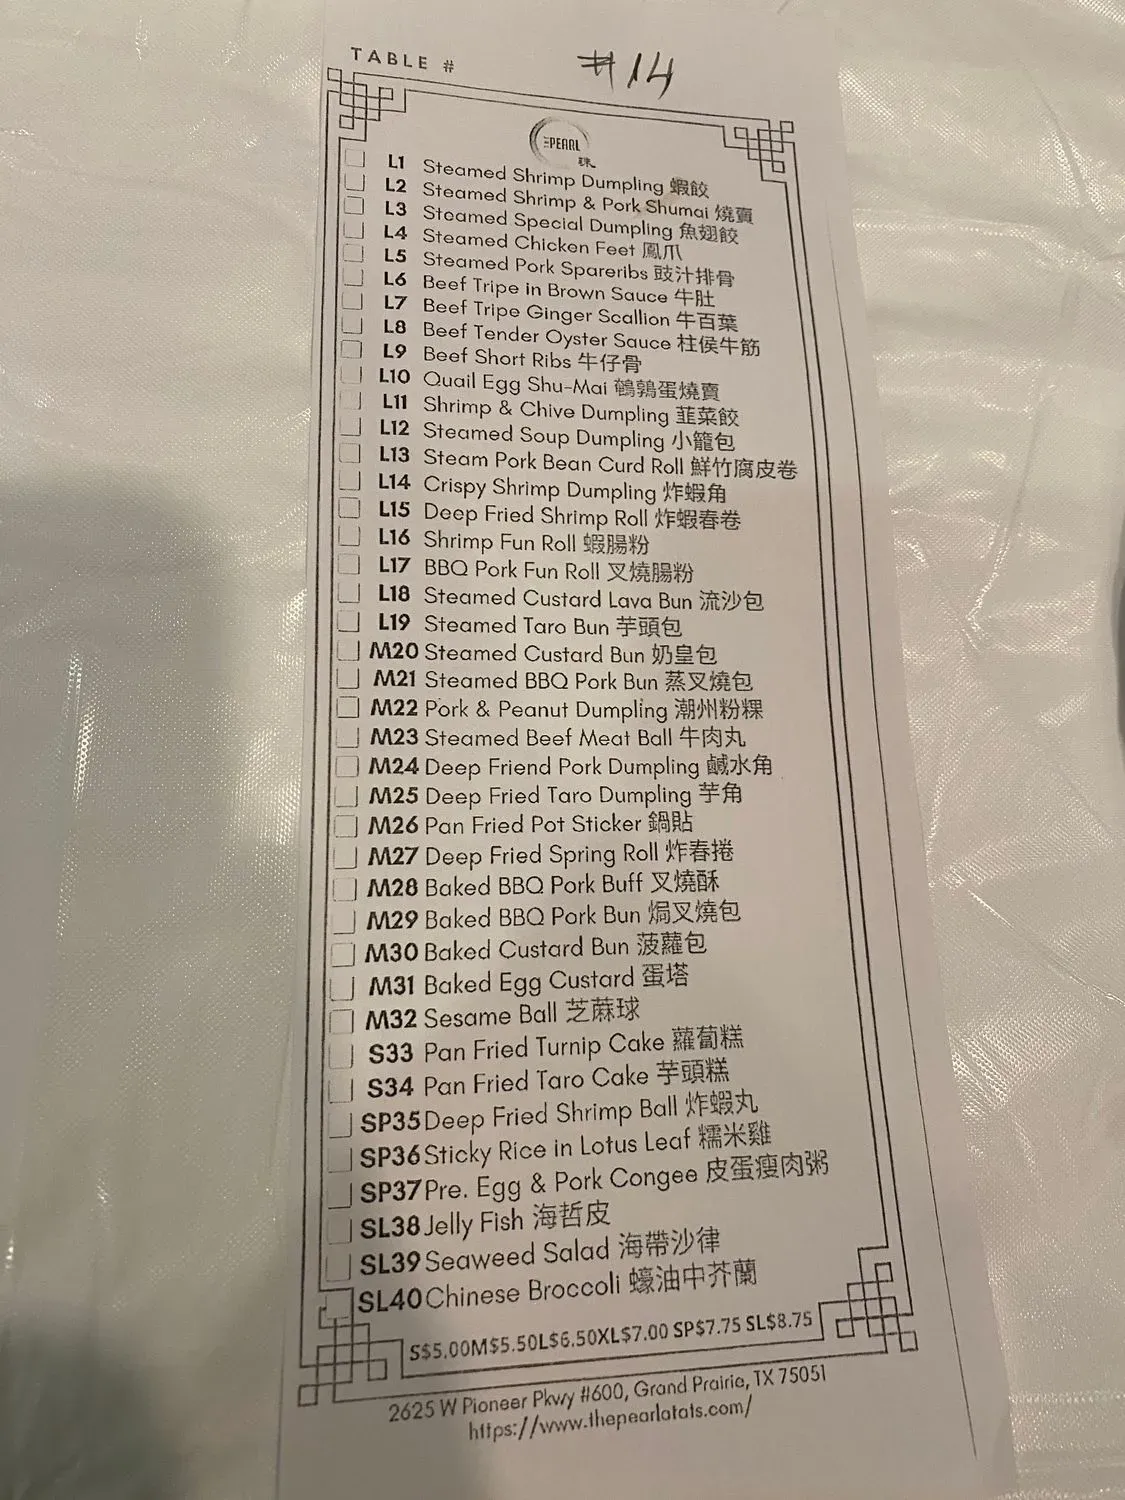 TABLE # #14
THE PEARL
珠
L1 Steamed Shrimp Dumpling 蝦餃
L2 Steamed Shrimp & Pork Shumai 燒賣
L3 Steamed Special Dumpling 魚翅餃
L4 Steamed Chicken Feet 鳳爪
L5 Steamed Pork Spareribs 豉汁排骨
L6 Beef Tripe in Brown Sauce 牛肚
L7 Beef Tripe Ginger Scallion 牛百葉
L8 Beef Tender Oyster Sauce 柱侯牛筋
L9 Beef Short Ribs 牛仔骨
L10 Quail Egg Shu-Mai 鵪鶉蛋燒賣
L11 Shrimp & Chive Dumpling 韮菜餃
L12 Steamed Soup Dumpling 小籠包
L13 Steam Pork Bean Curd Roll 鮮竹腐皮卷
L14 Crispy Shrimp Dumpling 炸蝦角
L15 Deep Fried Shrimp Roll 炸蝦春卷
L16 Shrimp Fun Roll 蝦腸粉
L17 BBQ Pork Fun Roll 叉燒腸粉
L18 Steamed Custard Lava Bun 流沙包
L19 Steamed Taro Bun 芋頭包
M20 Steamed Custard Bun 奶皇包
M21 Steamed BBQ Pork Bun 蒸叉燒包
M22 Pork & Peanut Dumpling 潮州粉粿
M23 Steamed Beef Meat Ball 牛肉丸
M24 Deep Friend Pork Dumpling 鹹水角
M25 Deep Fried Taro Dumpling 芋角
M26 Pan Fried Pot Sticker 鍋貼
M27 Deep Fried Spring Roll 炸春捲
M28 Baked BBQ Pork Buff 叉燒酥
M29 Baked BBQ Pork Bun 焗叉燒包
M30 Baked Custard Bun 菠蘿包
M31 Baked Egg Custard 蛋塔
M32 Sesame Ball 芝蔴球
S33 Pan Fried Turnip Cake 蘿蔔糕
S34 Pan Fried Taro Cake 芋頭糕
SP35 Deep Fried Shrimp Ball 炸蝦丸
SP36 Sticky Rice in Lotus Leaf 糯米雞
SP37 Pre. Egg & Pork Congee 皮蛋瘦肉粥
SL38 Jelly Fish 海哲皮
SL39 Seaweed Salad 海帶沙律
SL40 Chinese Broccoli 蠔油中芥蘭
S$5.00M$5.50L$6.50XL$7.00 SP$7.75 SL$8.75
2625 W Pioneer Pkwy #600, Grand Prairie, TX 75051
https://www.thepearlatats.com/